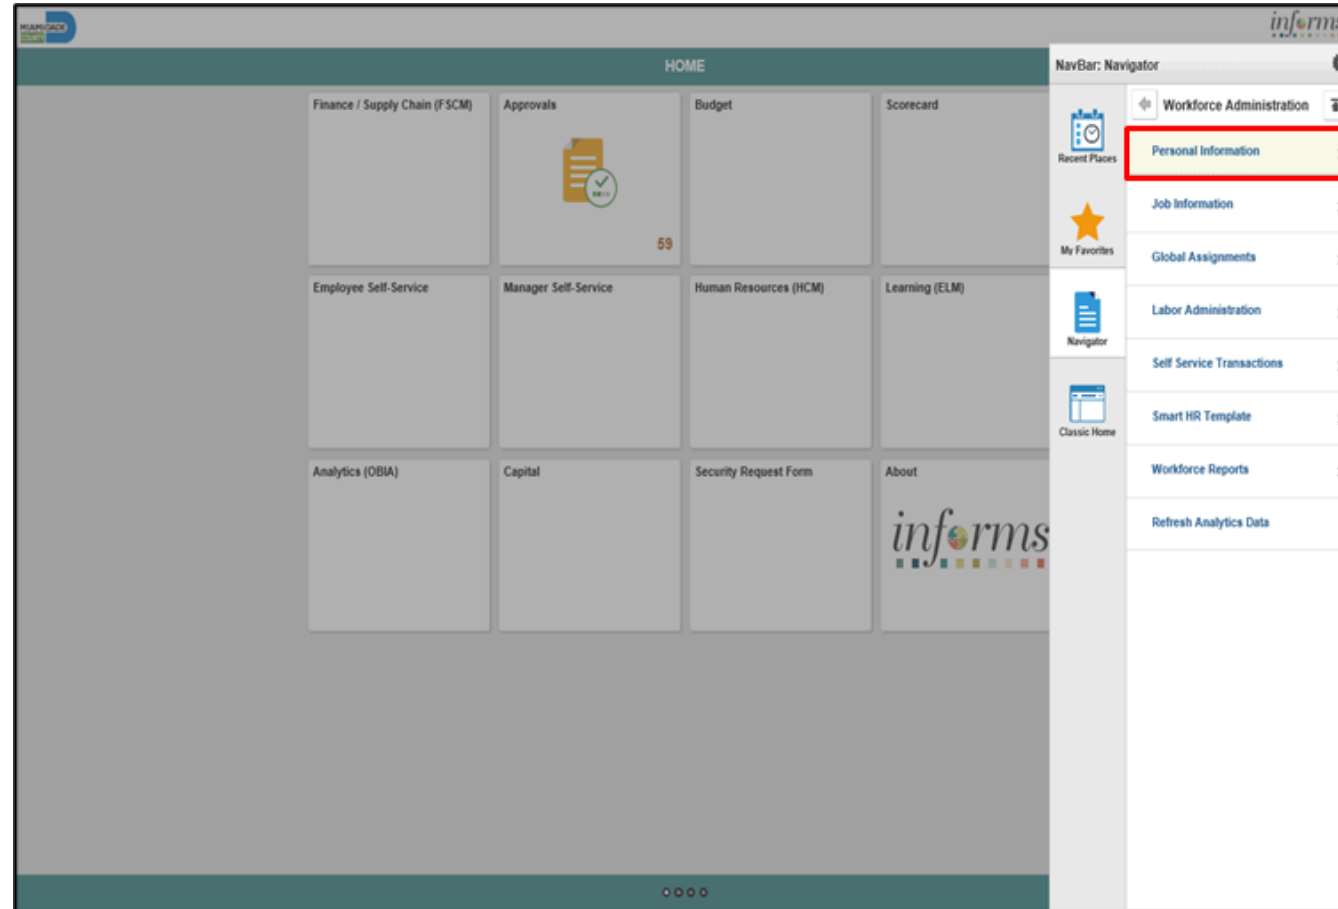 MIAMI-DADE
COUNTY
informs
HOME
NavBar: Navigator
Finance / Supply Chain (FSCM)
Approvals
59
Budget
Scorecard
Employee Self-Service
Manager Self-Service
Human Resources (HCM)
Learning (ELM)
Analytics (OBIA)
Capital
Security Request Form
About
informs
Recent Places
My Favorites
Navigator
Classic Home
Workforce Administration
Personal Information
Job Information
Global Assignments
Labor Administration
Self Service Transactions
Smart HR Template
Workforce Reports
Refresh Analytics Data